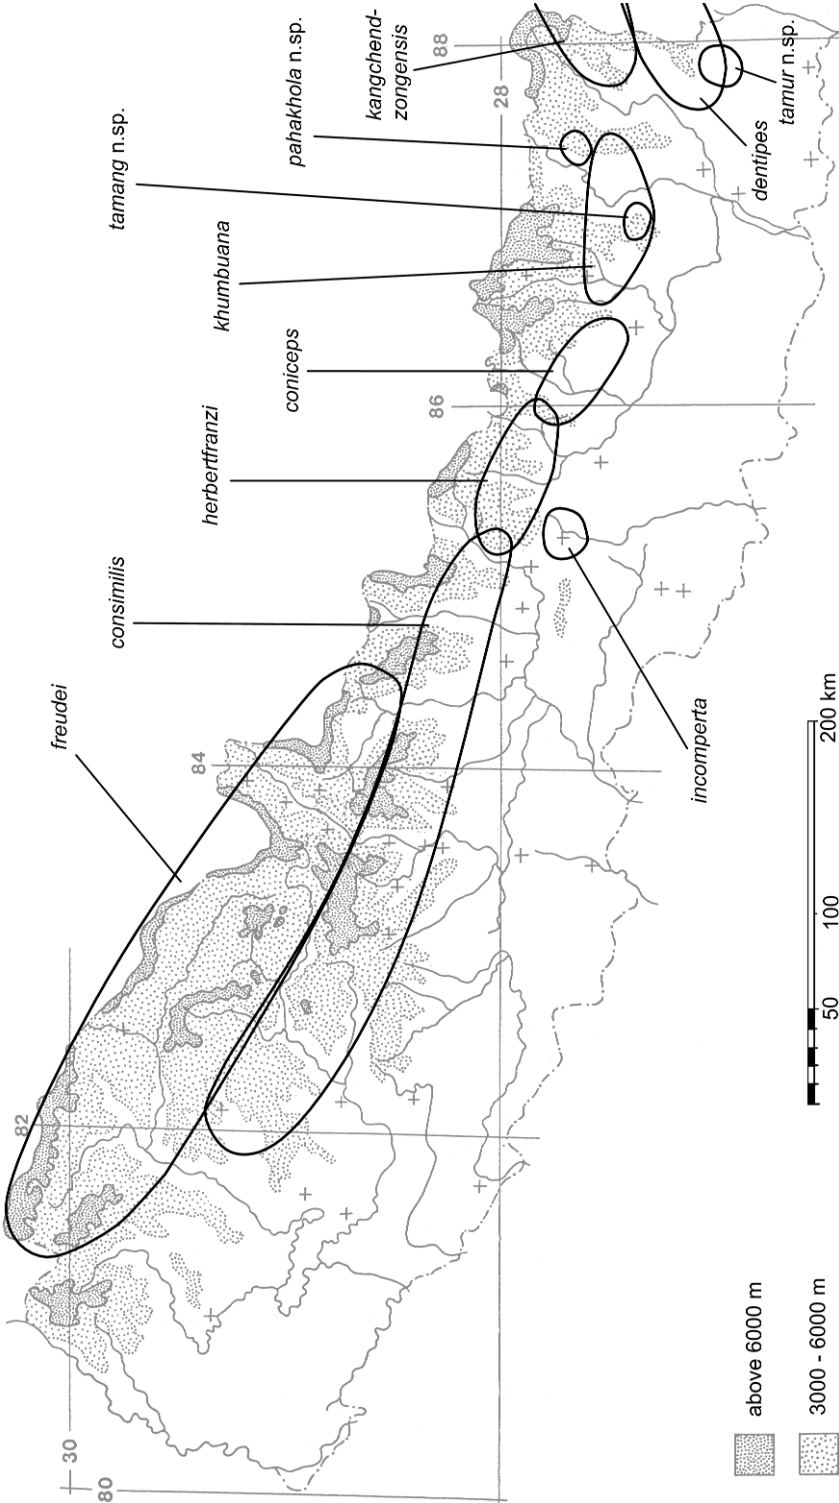 freudei
consimilis
herbertfranzi
coniceps
khumbuana
tamang n.sp.
pahakhola n.sp.
kangchend-
zongensis
88
28
86
84
82
30
80
incomperta
dentipes
tamur n.sp.
above 6000 m
3000 - 6000 m
50
100
200 km